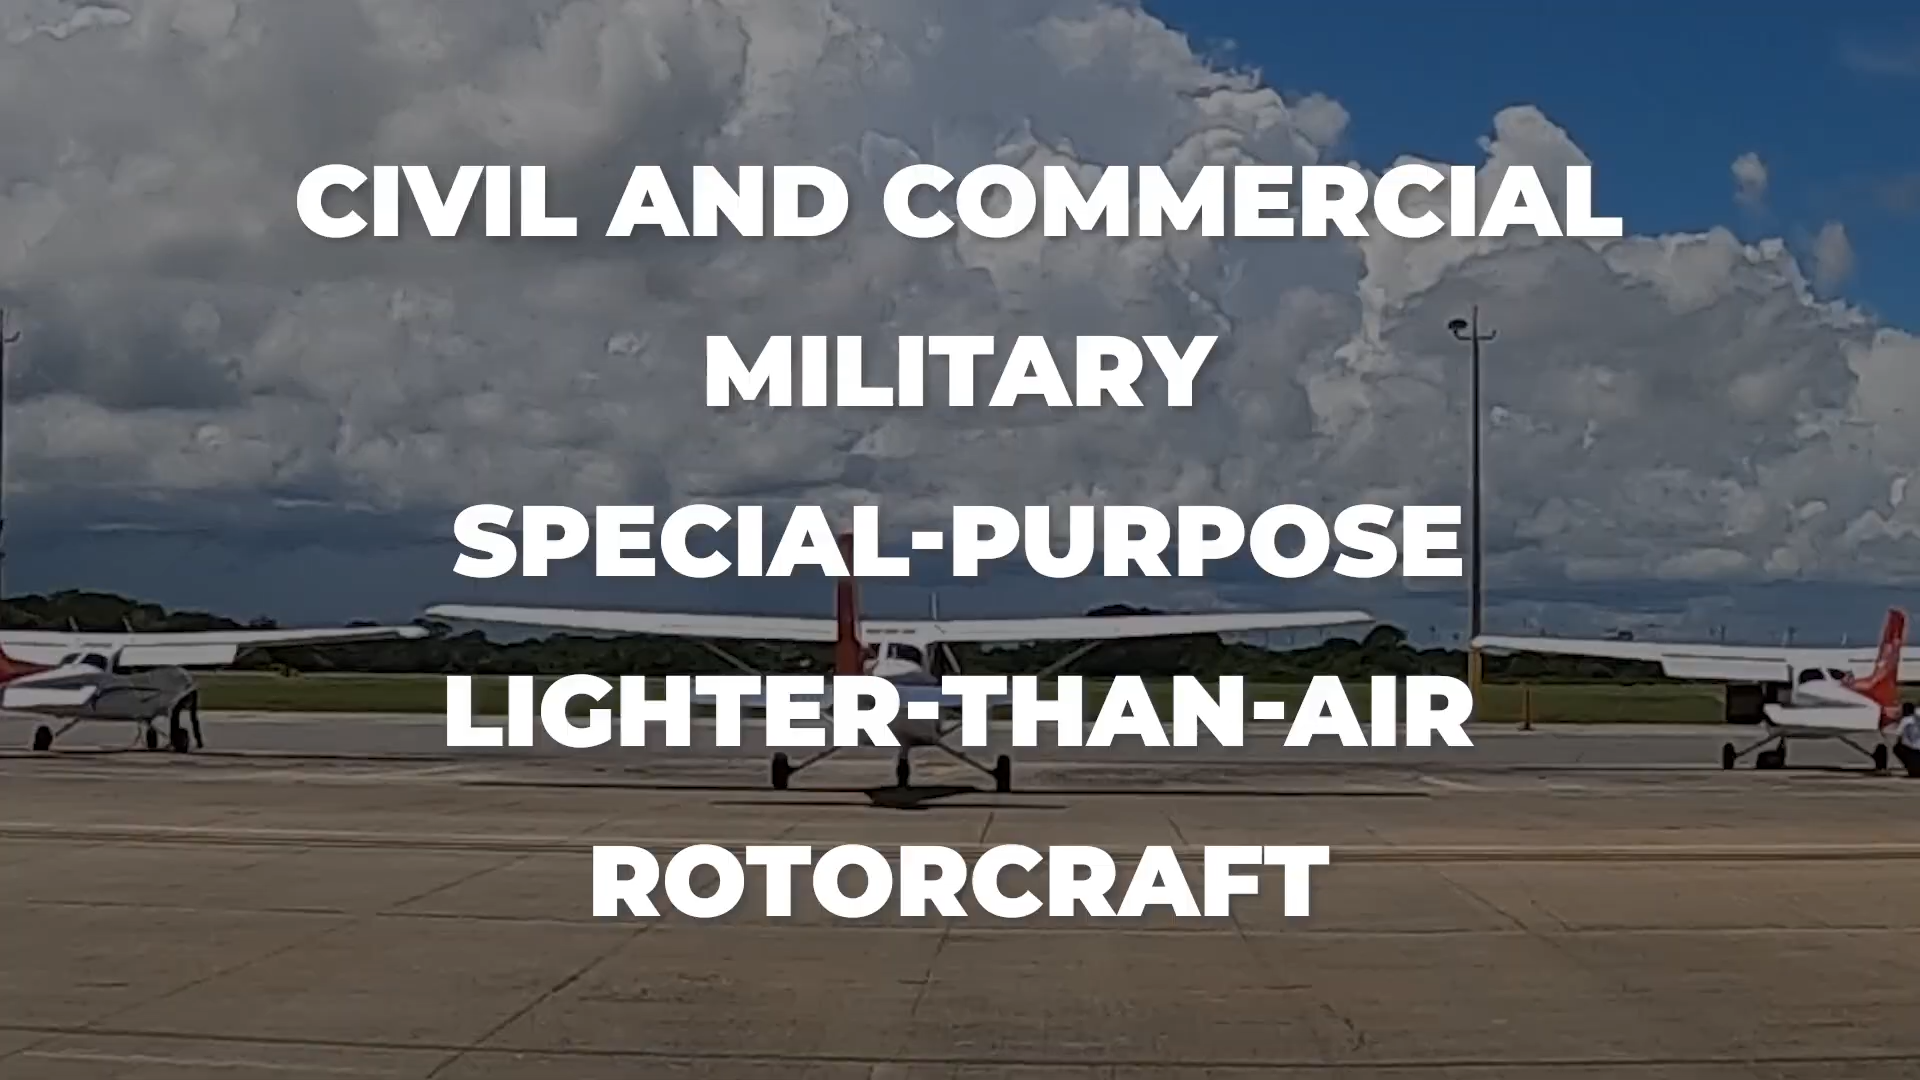 CIVIL AND COMMERCIAL
MILITARY
SPECIAL-PURPOSE
LIGHTER-THAN-AIR
ROTORCRAFT